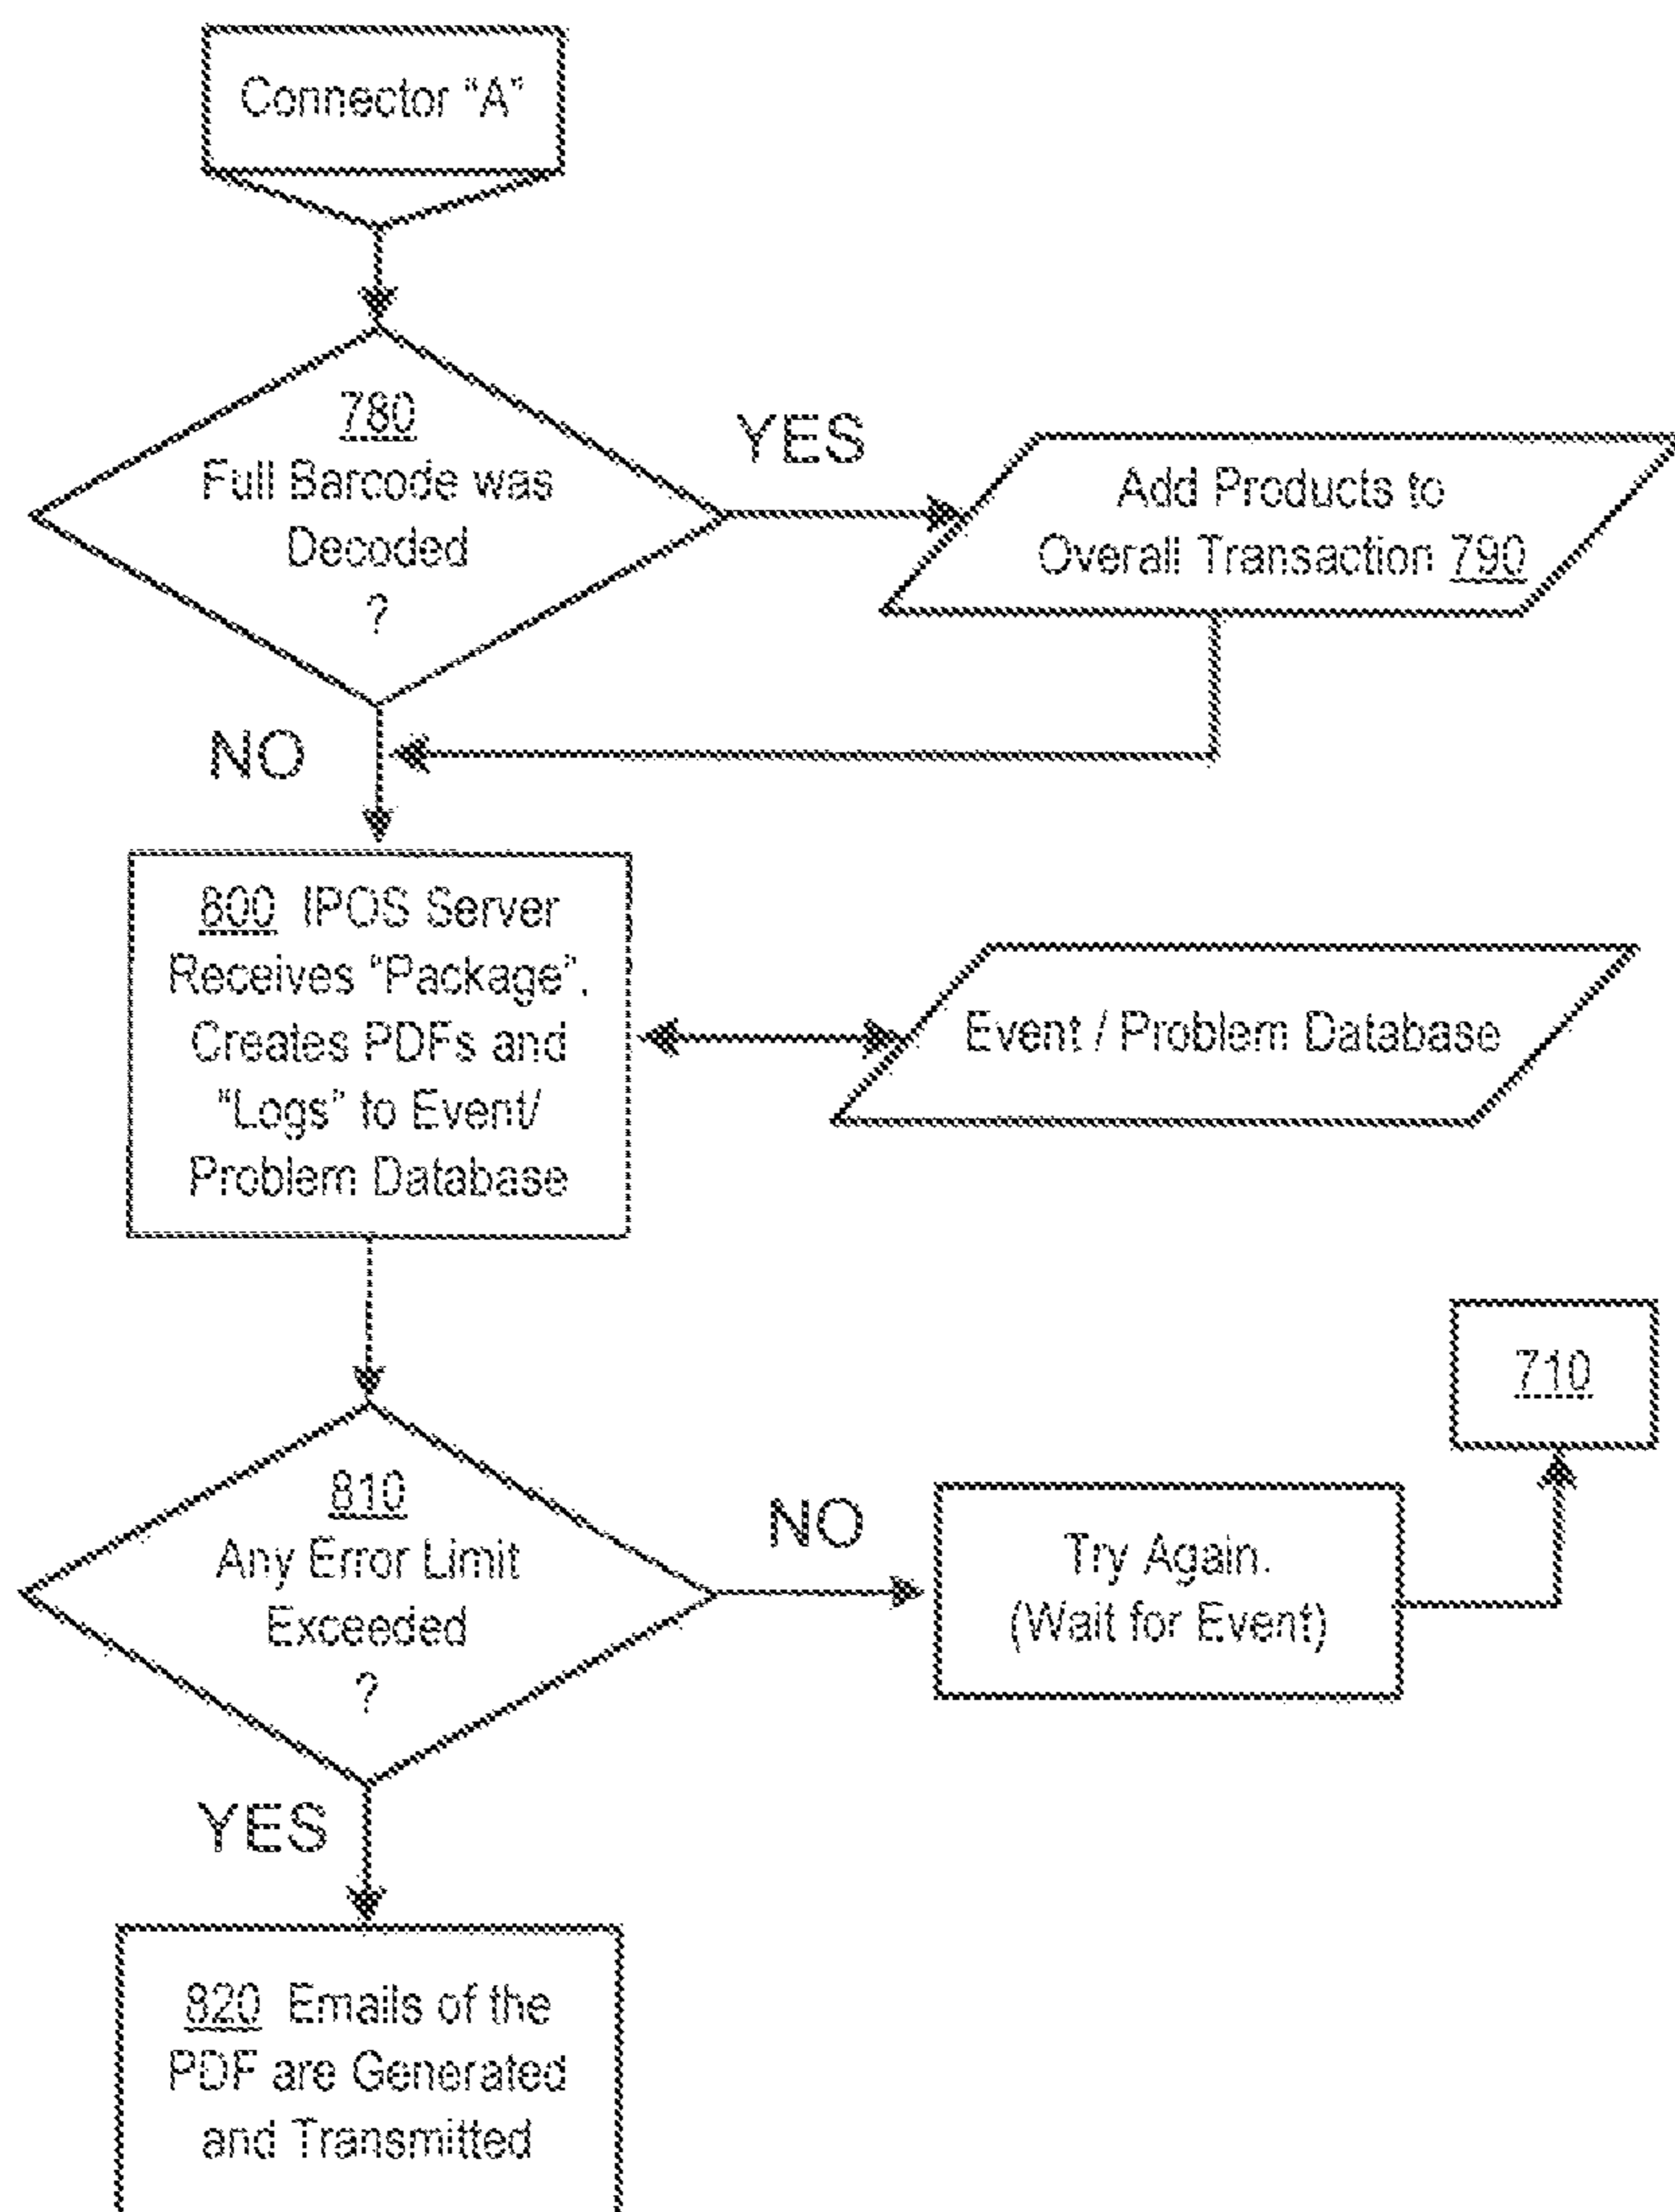 Connector "A"
780
Full Barcode was
Decoded
?
YES
Add Products to
Overall Transaction 790
NO
800 IPOS Server
Receives "Package",
Creates PDFs and
"Logs" to Event/
Problem Database
Event / Problem Database
710
810
Any Error Limit
Exceeded
?
NO
Try Again.
(Wait for Event)
YES
820 Emails of the
PDF are Generated
and Transmitted